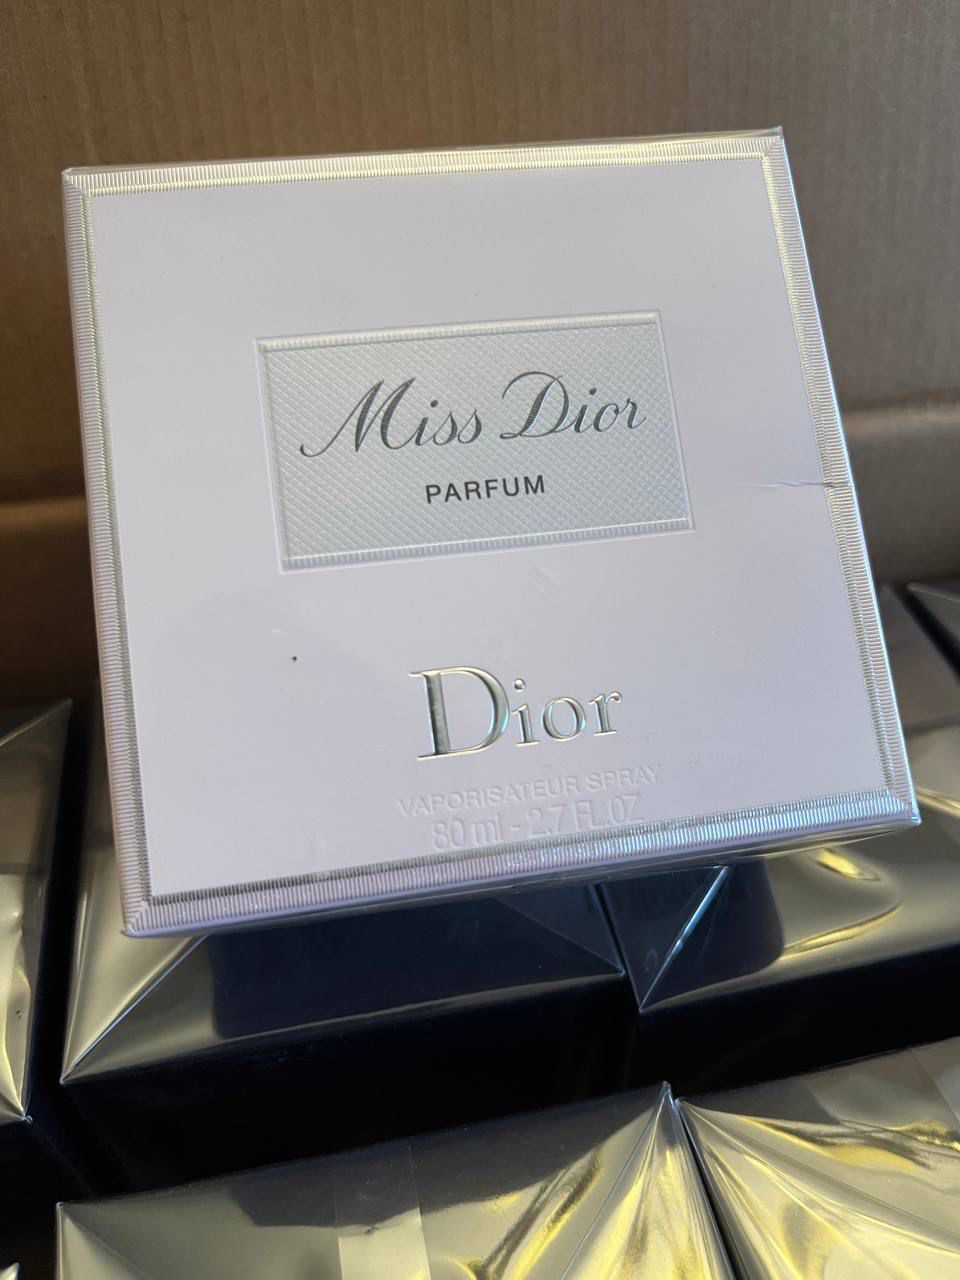 Miss Dior
PARFUM
Dior
VAPORISATEUR SPRAY
80 ml - 2.7 FL.OZ